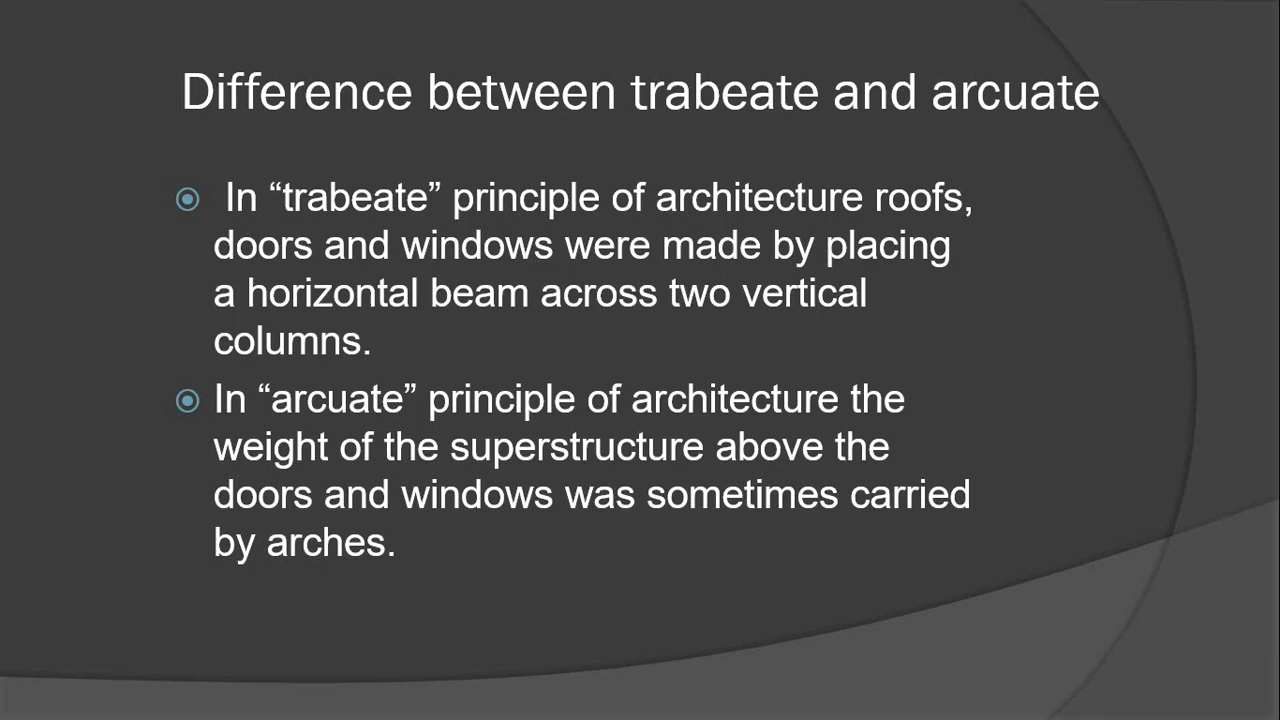 Difference between trabeate and arcuate
In “trabeate” principle of architecture roofs,
doors and windows were made by placing
a horizontal beam across two vertical
columns.
In “arcuate” principle of architecture the
weight of the superstructure above the
doors and windows was sometimes carried
by arches.